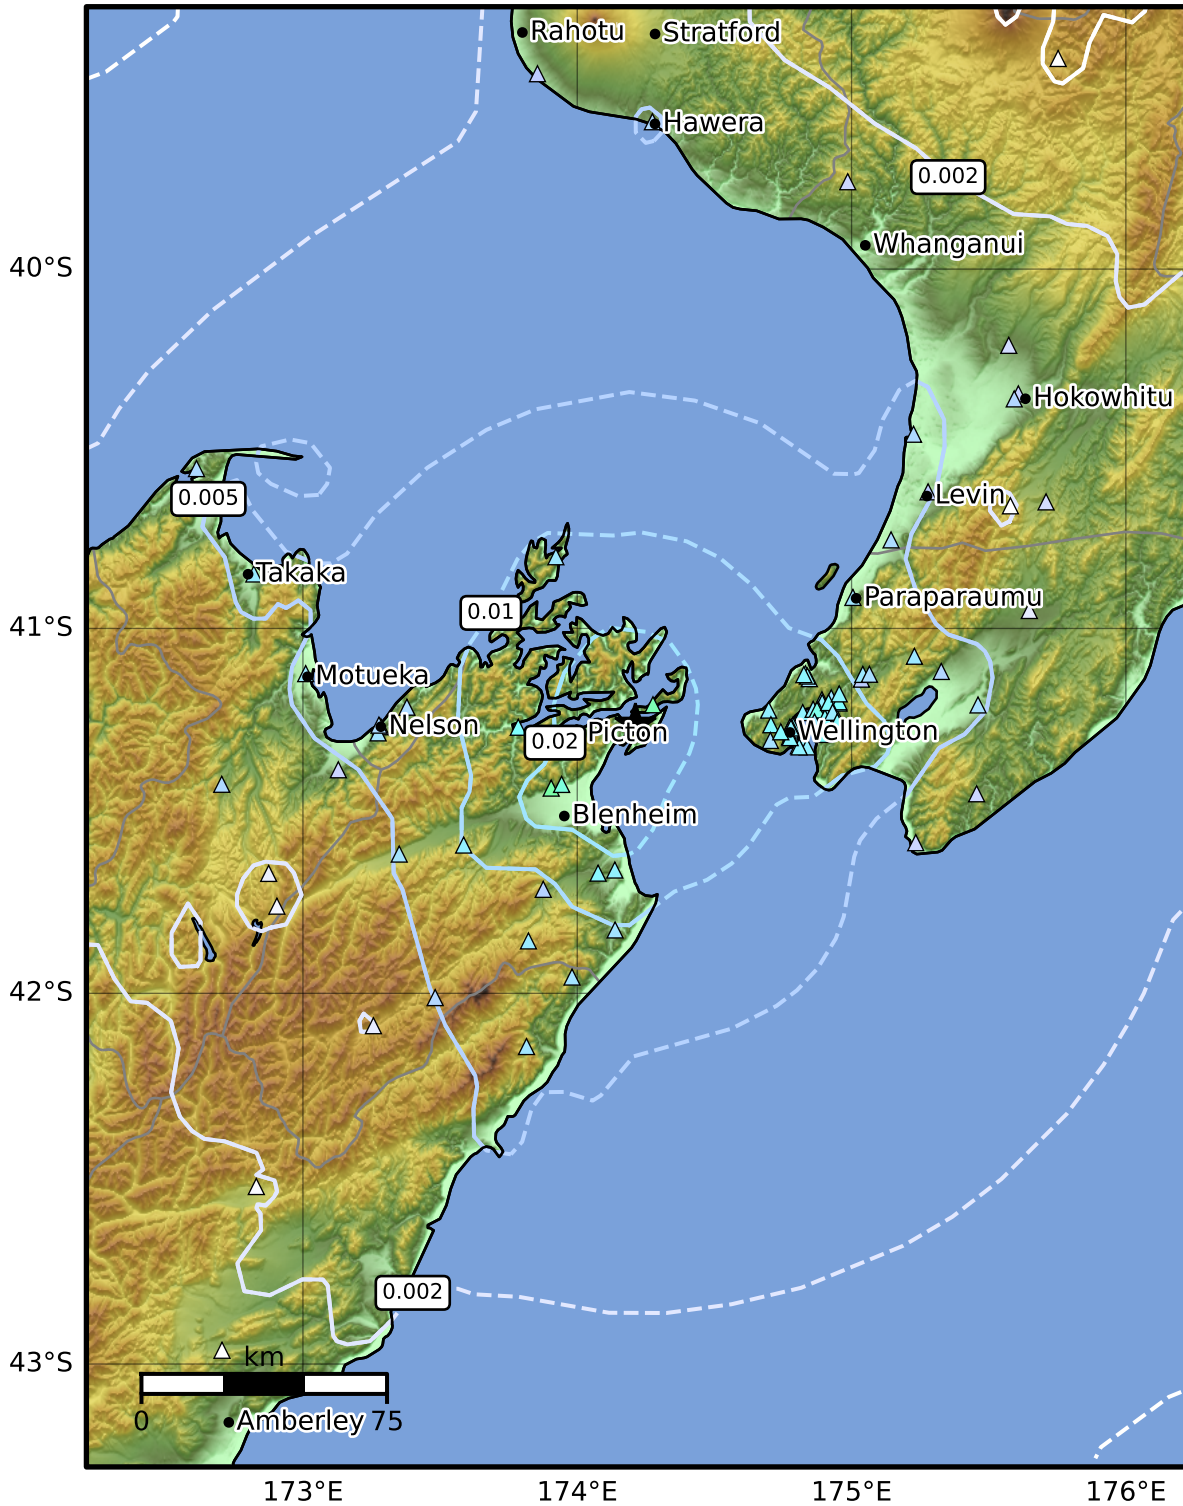 Rahotu
Stratford
Hawera
0.002
Whanganui
40°S
Hokowhitu
Levin
0.005
Takaka
Paraparaumu
0.01
41°S
Motueka
Nelson
Picton
Wellington
0.02
Blenheim
42°S
0.002
43°S
km
0
75
Amberley
173°E
174°E
175°E
176°E